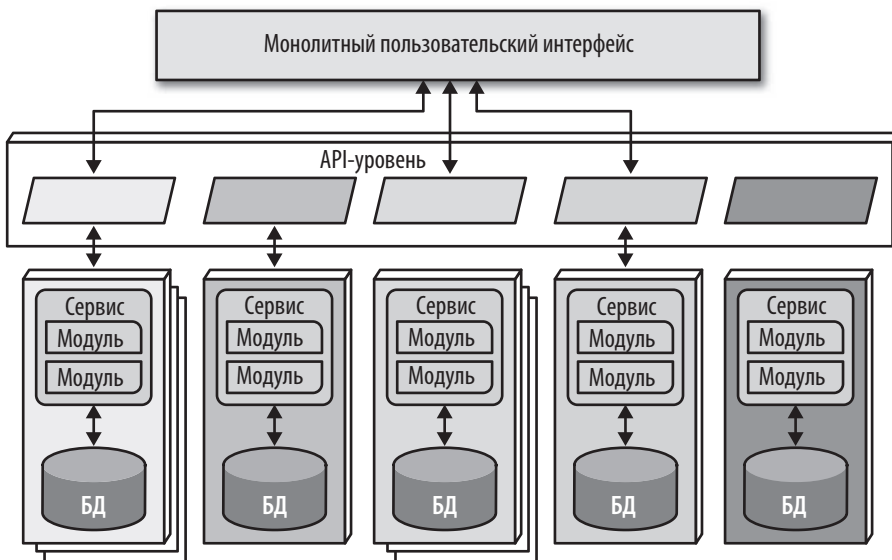 Монолитный пользовательский интерфейс
API-уровень
Сервис
Модуль
Модуль
БД
Сервис
Модуль
Модуль
БД
Сервис
Модуль
Модуль
БД
Сервис
Модуль
Модуль
БД
Сервис
Модуль
Модуль
БД